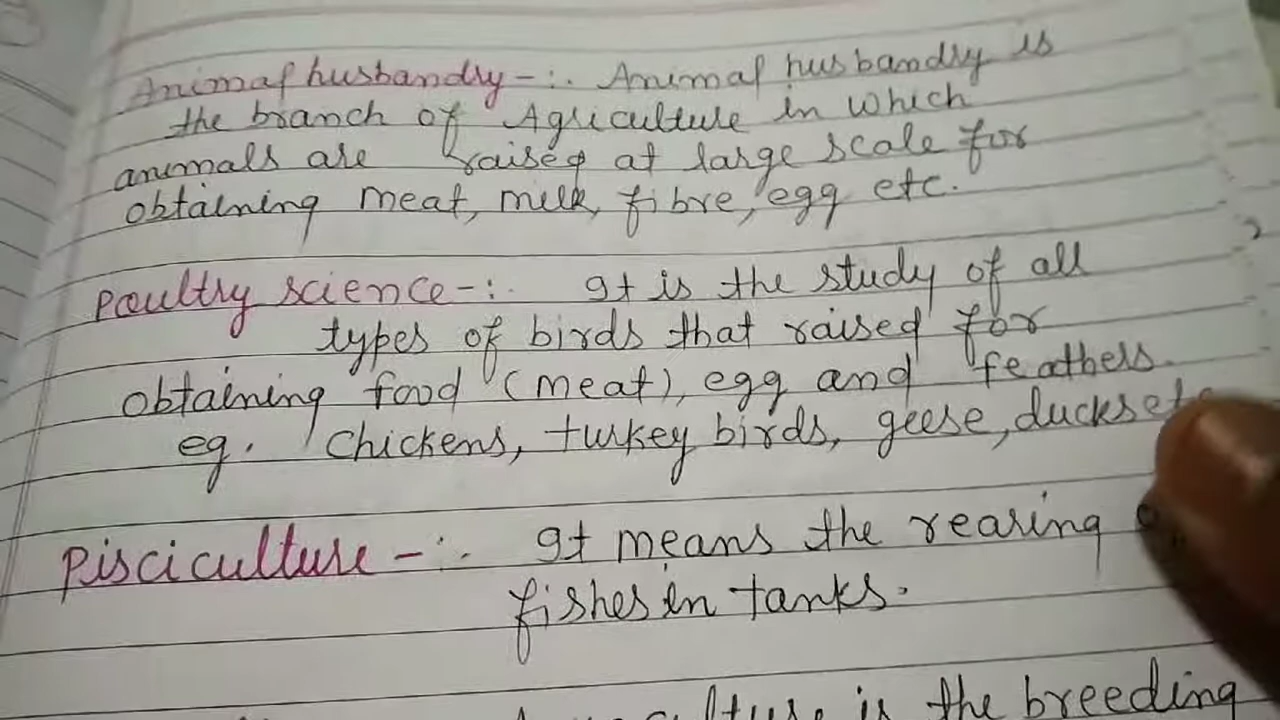 Animal husbandry -:. Animal husbandry is
the branch of Agriculture in which
animals are raised at large scale for
obtaining meat, milk, fibre, egg etc.
Poultry science -:. It is the study of all
types of birds that raised for
obtaining food (meat), egg and feathers.
eg. Chickens, turkey birds, geese, ducks etc
Pisciculture -:. It means the rearing
fishes in tanks.
is the breeding